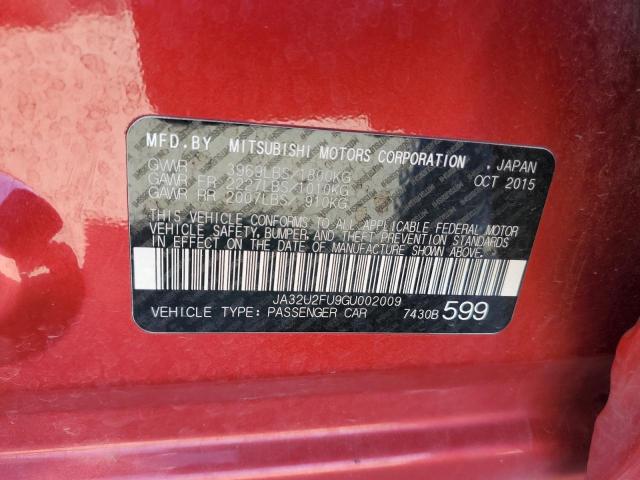 MFD.BY MITSUBISHI MOTORS CORPORATION . JAPAN
GVWR 3969LBS 1800KG OCT 2015
GAWR FR 2227LBS 1010KG
GAWR RR 2007LBS 910KG
THIS VEHICLE CONFORMS TO ALL APPLICABLE FEDERAL MOTOR
VEHICLE SAFETY, BUMPER, AND THEFT PREVENTION STANDARDS
IN EFFECT ON THE DATE OF MANUFACTURE SHOWN ABOVE.
JA32U2FU9GU002009
VEHICLE TYPE: PASSENGER CAR 7430B 599